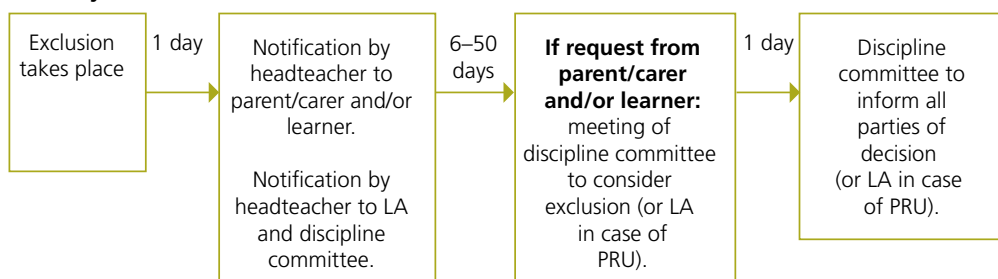 Exclusion
takes place
1 day
Notification by
headteacher to
parent/carer and/or
learner.
Notification by
headteacher to LA
and discipline
committee.
6–50
days
If request from
parent/carer
and/or learner:
meeting of
discipline committee
to consider
exclusion (or LA
in case of
PRU).
1 day
Discipline
committee to
inform all
parties of
decision
(or LA in case
of PRU).